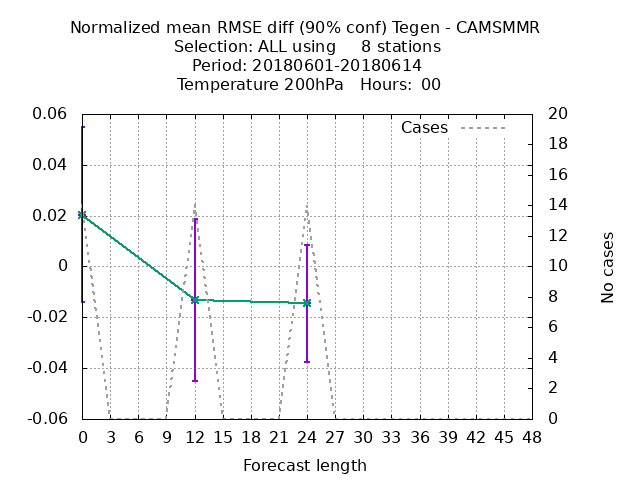 Normalized mean RMSE diff (90% conf) Tegen - CAMSMMR
Selection: ALL using 8 stations
Period: 20180601-20180614
Temperature 200hPa Hours: 00
Cases
0.06
0.04
0.02
0
-0.02
-0.04
-0.06
20
18
16
14
12
10
8
6
4
2
0
No cases
0 3 6 9 12 15 18 21 24 27 30 33 36 39 42 45 48
Forecast length